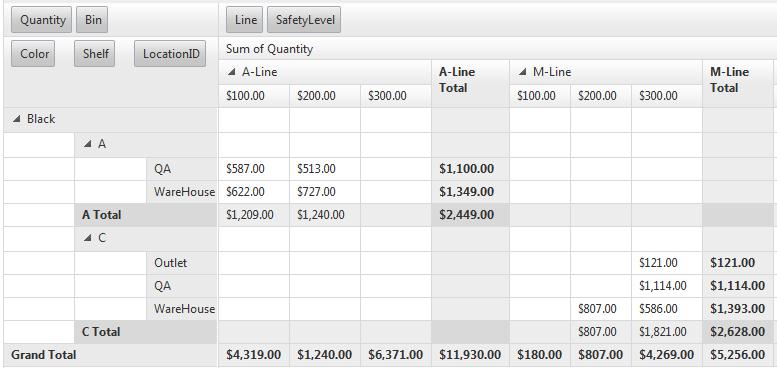 Quantity Bin Line SafetyLevel
Color Shelf LocationID Sum of Quantity
A-Line A-Line Total M-Line M-Line Total
$100.00 $200.00 $300.00 $100.00 $200.00 $300.00
Black
A
QA $587.00 $513.00 $1,100.00
WareHouse $622.00 $727.00 $1,349.00
A Total $1,209.00 $1,240.00 $2,449.00
C
Outlet $121.00 $121.00
QA $1,114.00 $1,114.00
WareHouse $807.00 $586.00 $1,393.00
C Total $807.00 $1,821.00 $2,628.00
Grand Total $4,319.00 $1,240.00 $6,371.00 $11,930.00 $180.00 $807.00 $4,269.00 $5,256.00